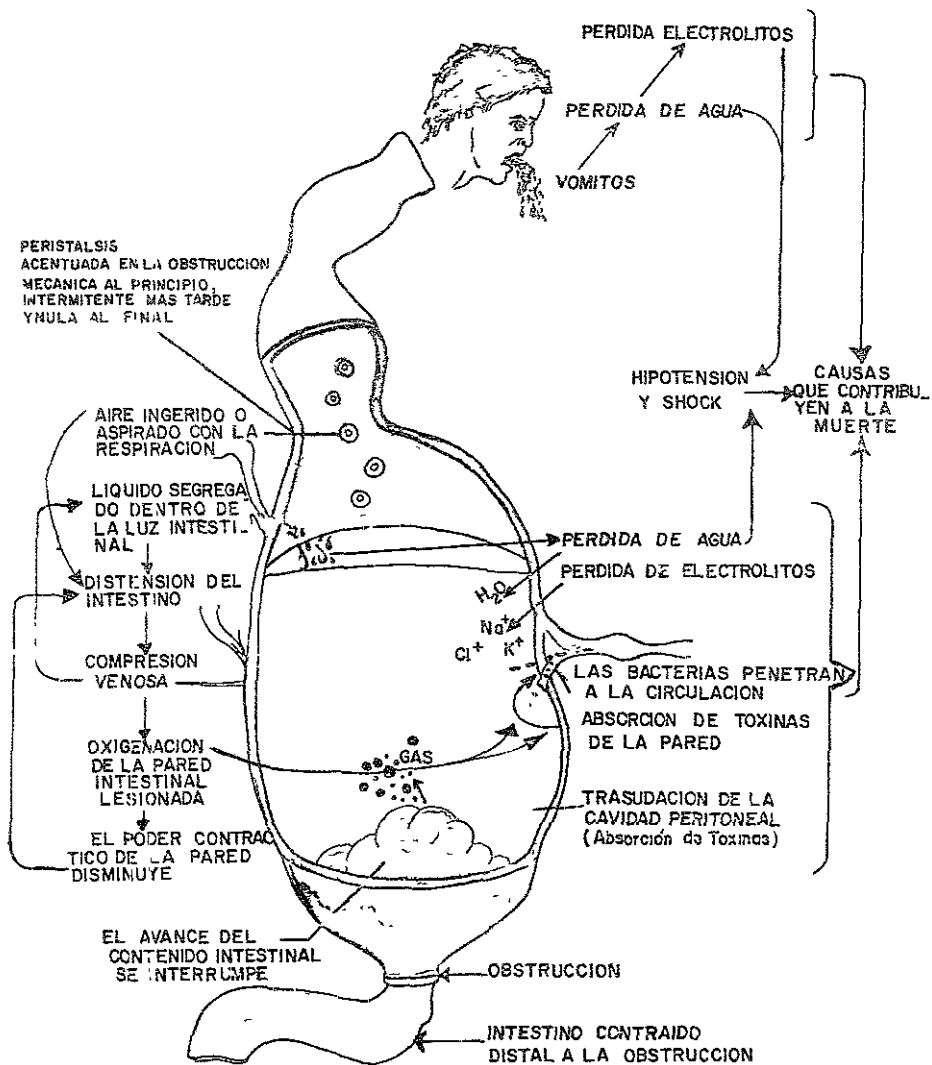 PERDIDA ELECTROLITOS
PERDIDA DE AGUA
VOMITOS
PERISTALSIS
ACENTUADA EN LA OBSTRUCCION
MECANICA AL PRINCIPIO,
INTERMITENTE MAS TARDE
YNULA AL FINAL
HIPOTENSION
Y SHOCK
CAUSAS
QUE CONTRIBU_
YEN A LA
MUERTE
AIRE INGERIDO O
ASPIRADO CON LA
RESPIRACION
LIQUIDO SEGREGA
DO DENTRO DE
LA LUZ INTESTI_
NAL
DISTENSION DEL
INTESTINO
COMPRESION
VENOSA
OXIGENACION
DE LA PARED
INTESTINAL
LESIONADA
EL PODER CONTRAC
TICO DE LA PARED
DISMINUYE
PERDIDA DE AGUA
PERDIDA DE ELECTROLITOS
H2O
Na+
Cl+ K+
LAS BACTERIAS PENETRAN
A LA CIRCULACION
ABSORCION DE TOXINAS
DE LA PARED
GAS
TRASUDACION DE LA
CAVIDAD PERITONEAL
(Absorción de Toxinas)
EL AVANCE DEL
CONTENIDO INTESTINAL
SE INTERRUMPE
OBSTRUCCION
INTESTINO CONTRAIDO
DISTAL A LA OBSTRUCCION